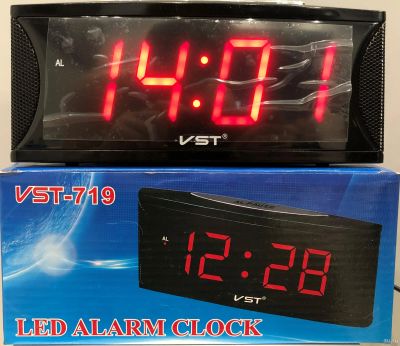 AL
14:01
VST®
VST-719
AL
12:28
VST®
LED ALARM CLOCK